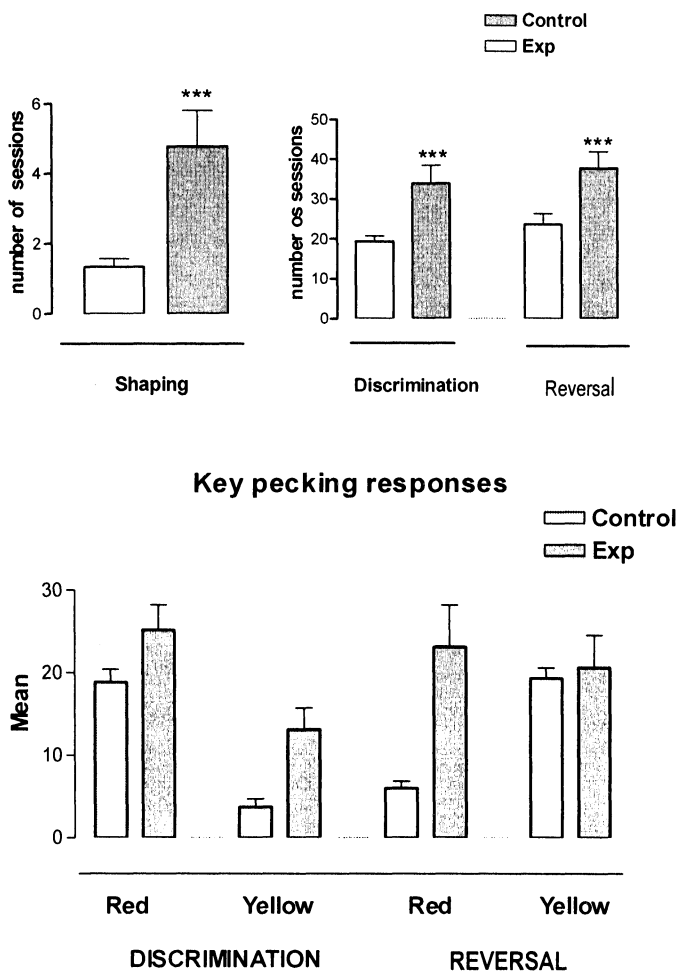 Control
Exp
***
6
4
2
0
number of sessions
Shaping
50
40
30
20
10
0
number os sessions
***
***
Discrimination
Reversal
Key pecking responses
Control
Exp
30
20
10
0
Mean
Red Yellow Red Yellow
DISCRIMINATION REVERSAL